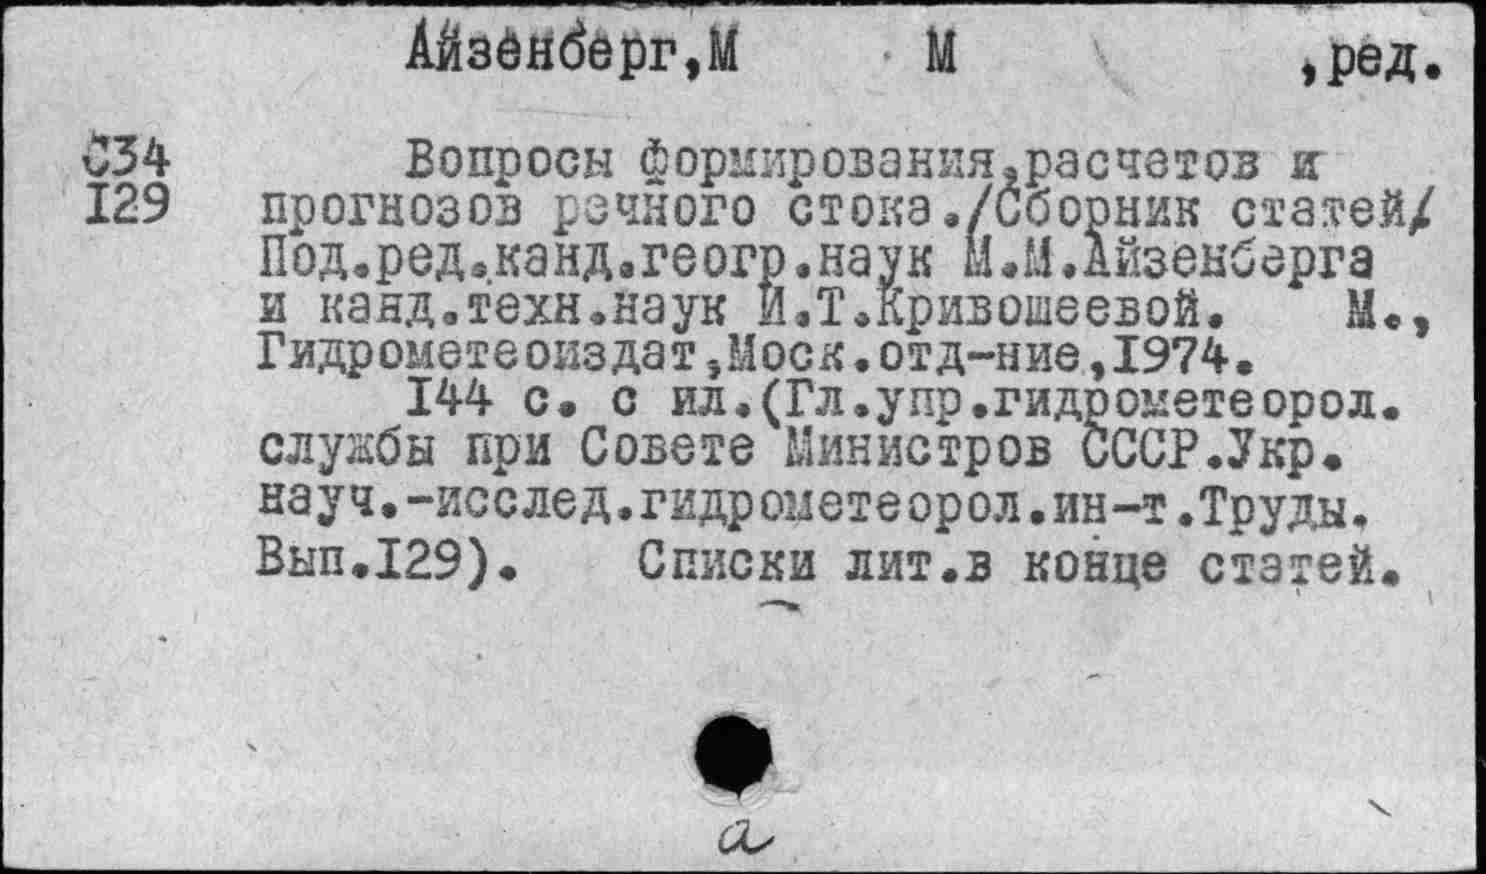 Айзенберг,М М ,ред.
С34
129
Вопросы формирования,расчетов и
прогнозов речного стока./Сборник статей/
Под.ред.канд.геогр.наук М.М.Айзенберга
и канд.техн.наук И.Т.Кривошеевой. М.,
Гидрометеоиздат,Моск.отд-ние,1974.
144 с. с ил.(Гл.упр.гидрометеорол.
службы при Совете Министров СССР.Укр.
науч.-исслед.гидрометеорол.ин-т.Труды.
Вып.129). Списки лит.в конце статей.
а